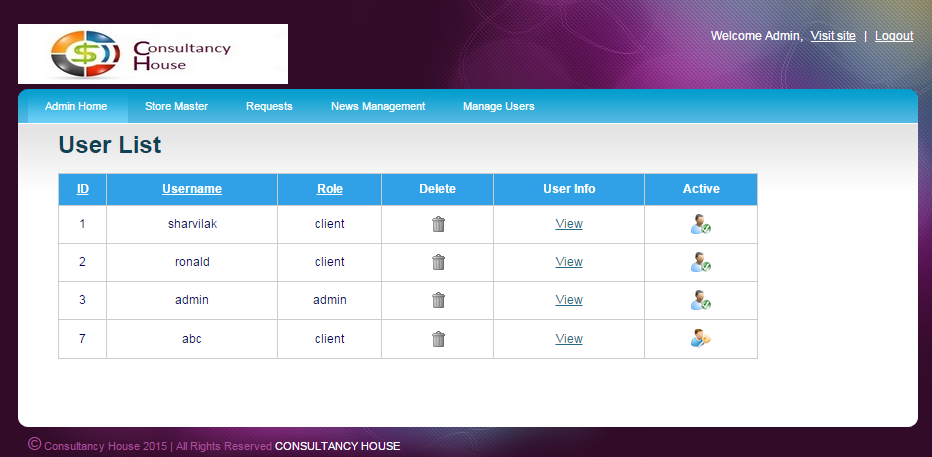 Consultancy
House
Welcome Admin, Visit site | Logout
Admin Home Store Master Requests News Management Manage Users
User List
ID Username Role Delete User Info Active
1 sharvilak client View
2 ronald client View
3 admin admin View
7 abc client View
© Consultancy House 2015 | All Rights Reserved CONSULTANCY HOUSE